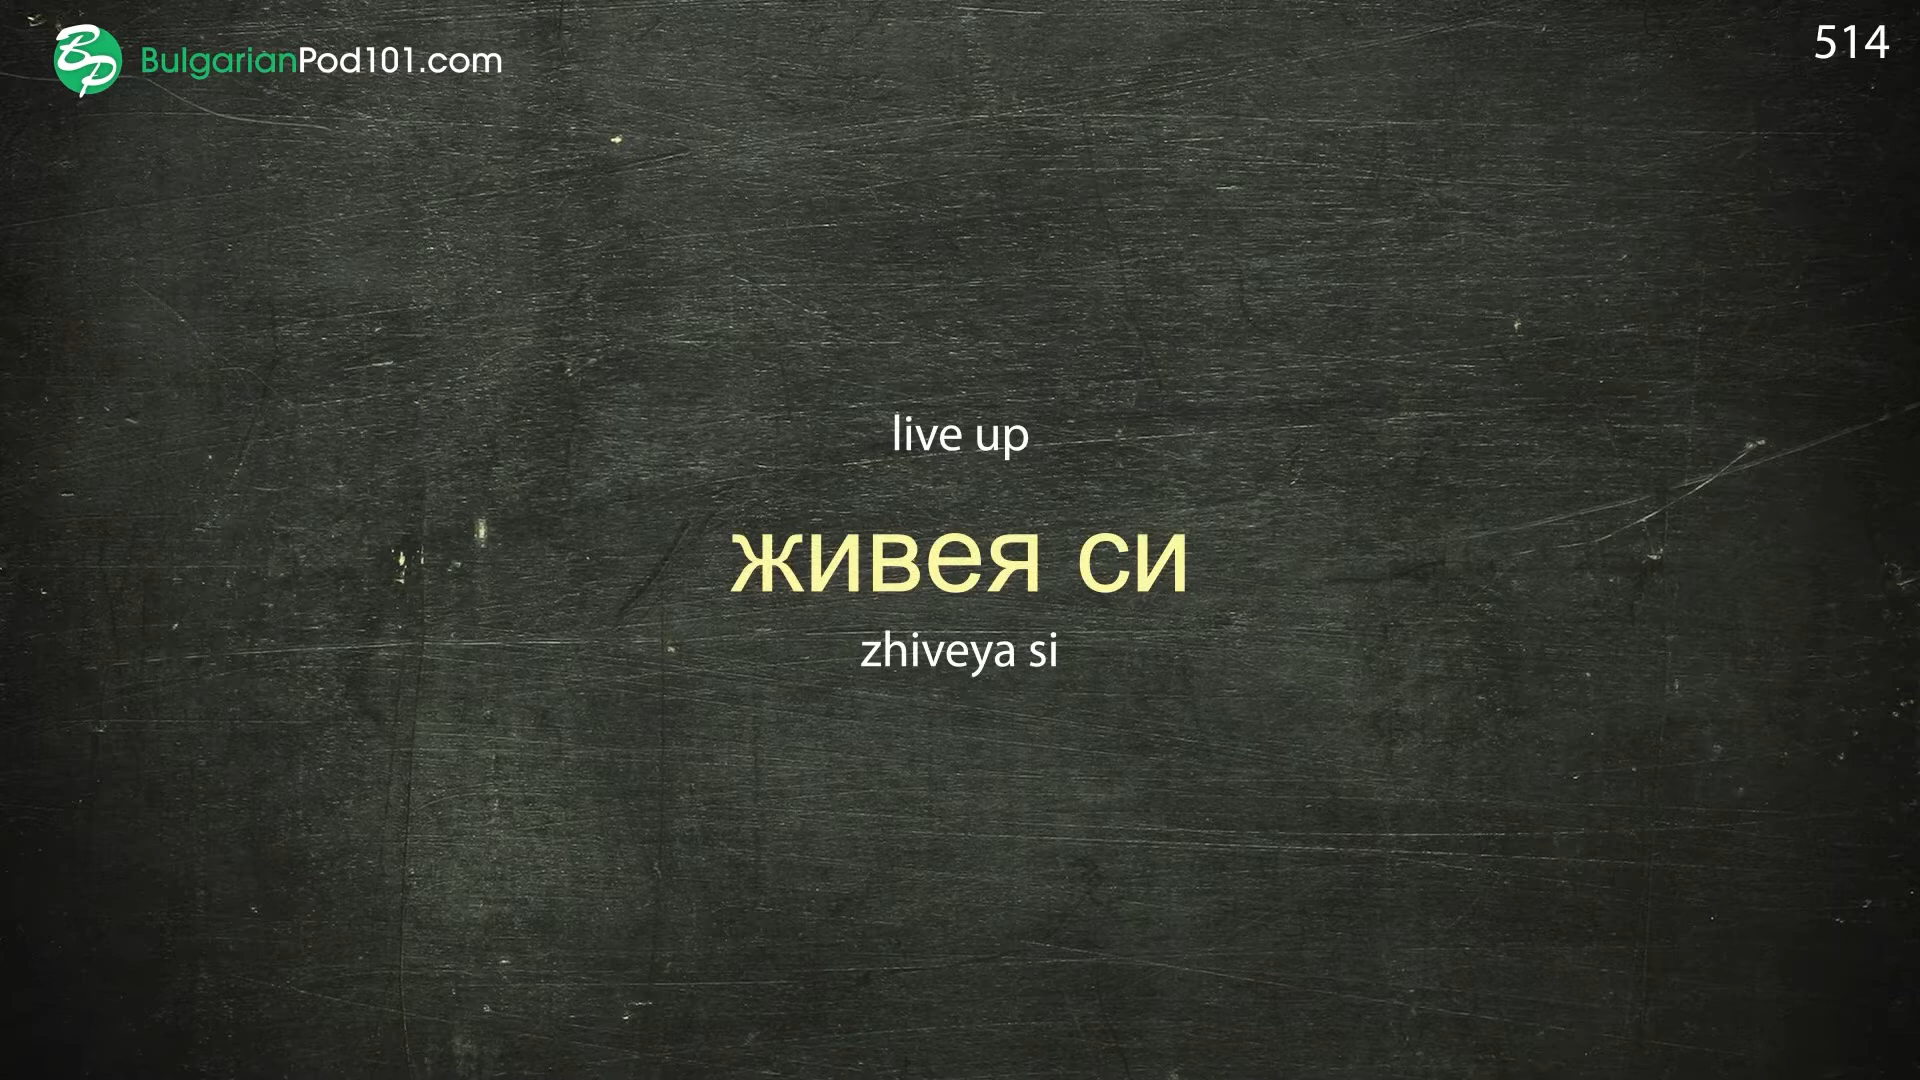 BulgarianPod101.com
514
live up
живея си
zhiveya si